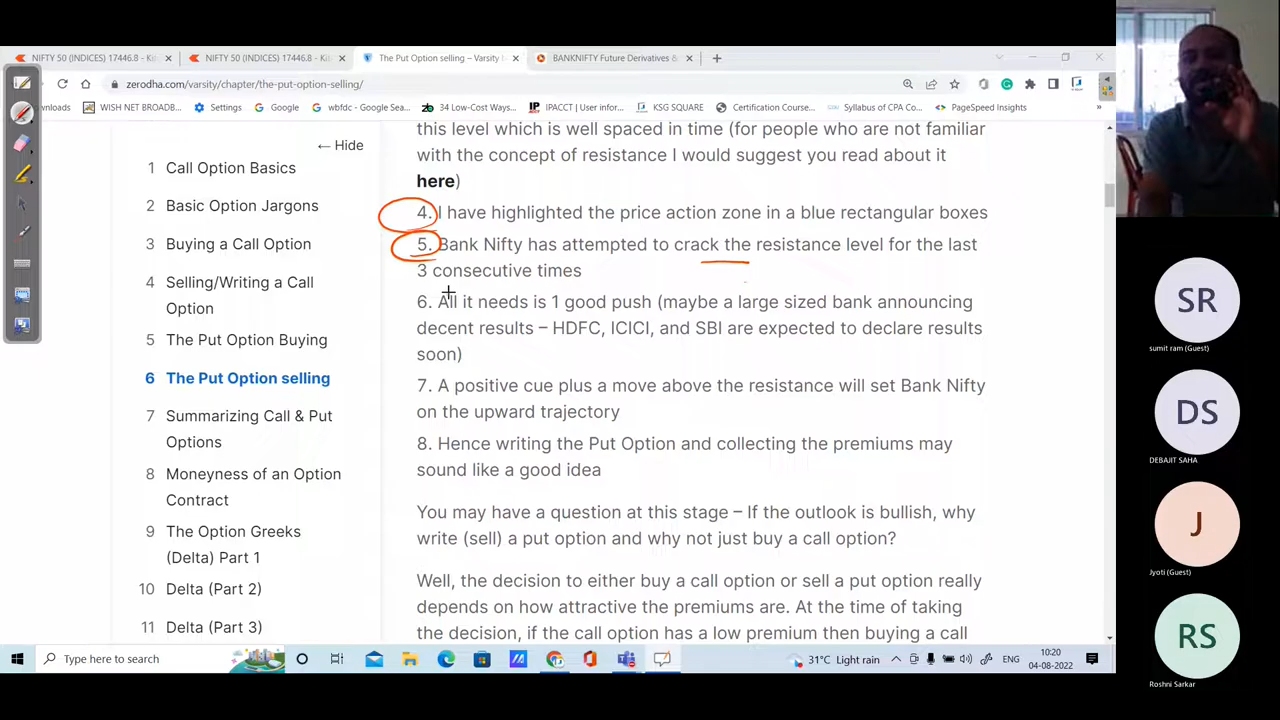 NIFTY 50 (INDICES) 17446.8 - Ki
NIFTY 50 (INDICES) 17446.8 - Ki
The Put Option selling – Varsity
BANKNIFTY Future Derivatives &
zerodha.com/varsity/chapter/the-put-option-selling/
wnloads
WISH NET BROADB...
Settings
Google
wbfdc - Google Sea...
34 Low-Cost Ways...
IPACCT | User infor...
KSG SQUARE
Certification Course...
Syllabus of CPA Co...
PageSpeed Insights
← Hide
1 Call Option Basics
2 Basic Option Jargons
3 Buying a Call Option
4 Selling/Writing a Call
Option
5 The Put Option Buying
6 The Put Option selling
7 Summarizing Call & Put
Options
8 Moneyness of an Option
Contract
9 The Option Greeks
(Delta) Part 1
10 Delta (Part 2)
11 Delta (Part 3)
this level which is well spaced in time (for people who are not familiar
with the concept of resistance I would suggest you read about it
here)
4. I have highlighted the price action zone in a blue rectangular boxes
5. Bank Nifty has attempted to crack the resistance level for the last
3 consecutive times
6. All it needs is 1 good push (maybe a large sized bank announcing
decent results – HDFC, ICICI, and SBI are expected to declare results
soon)
7. A positive cue plus a move above the resistance will set Bank Nifty
on the upward trajectory
8. Hence writing the Put Option and collecting the premiums may
sound like a good idea
You may have a question at this stage – If the outlook is bullish, why
write (sell) a put option and why not just buy a call option?
Well, the decision to either buy a call option or sell a put option really
depends on how attractive the premiums are. At the time of taking
the decision, if the call option has a low premium then buying a call
SR
sumit ram (Guest)
DS
DEBAJIT SAHA
J
Jyoti (Guest)
RS
Roshni Sarkar
Type here to search
31°C Light rain
ENG
10:20
04-08-2022